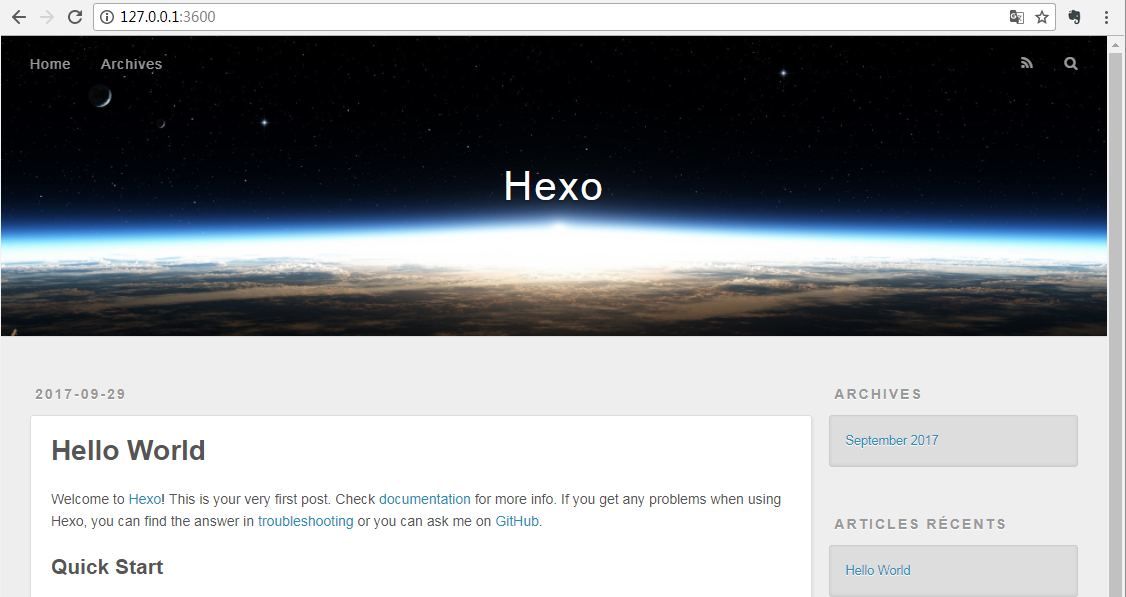 127.0.0.1:3600
Home Archives
Hexo
2017-09-29
Hello World
Welcome to Hexo! This is your very first post. Check documentation for more info. If you get any problems when using
Hexo, you can find the answer in troubleshooting or you can ask me on GitHub.
Quick Start
ARCHIVES
September 2017
ARTICLES RÉCENTS
Hello World